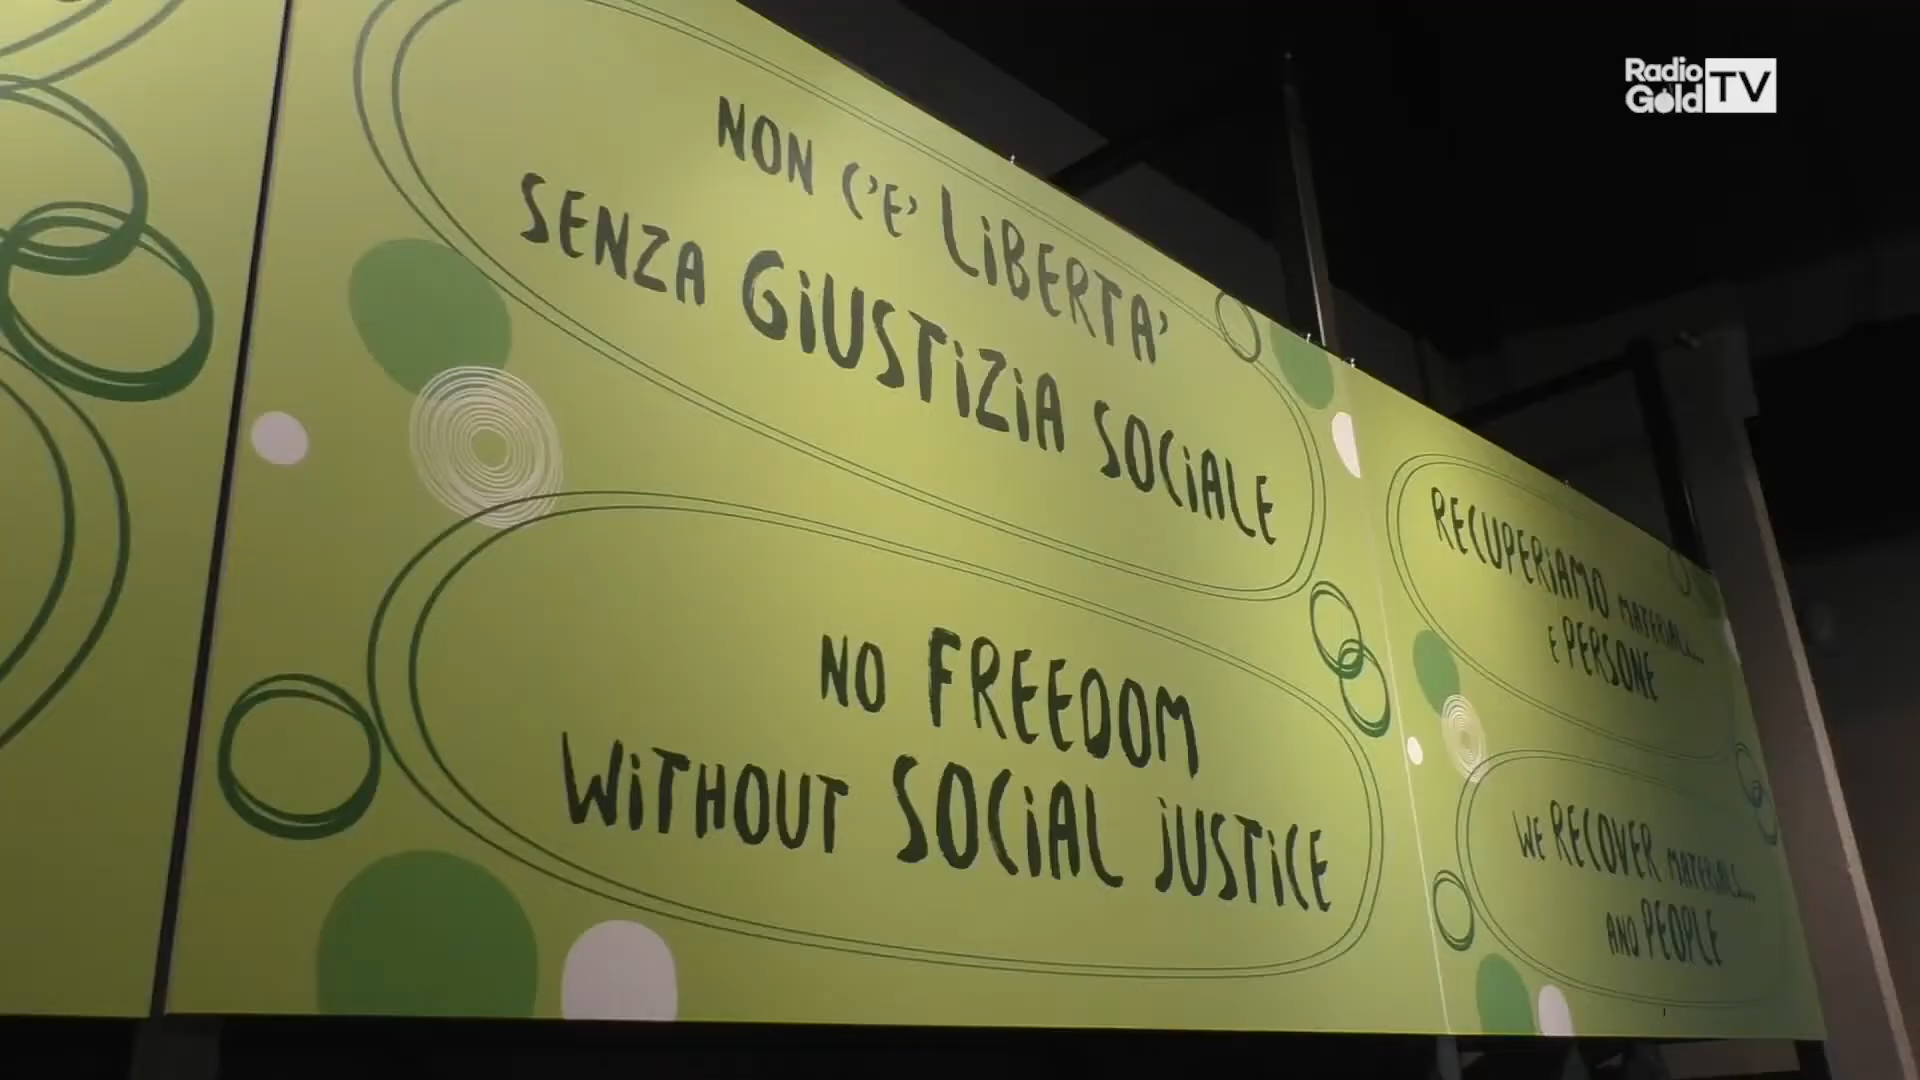 Radio
Gold TV
NON C'E' LiBERTA'
SENZA GiUSTiZiA SOCiALE
NO FREEDOM
WiTHOUT SOCiAL jUSTiCE
RECUPERiAMO MATERIALI...
E PERSONE
WE RECOVER MATERIALS...
AND PEOPLE